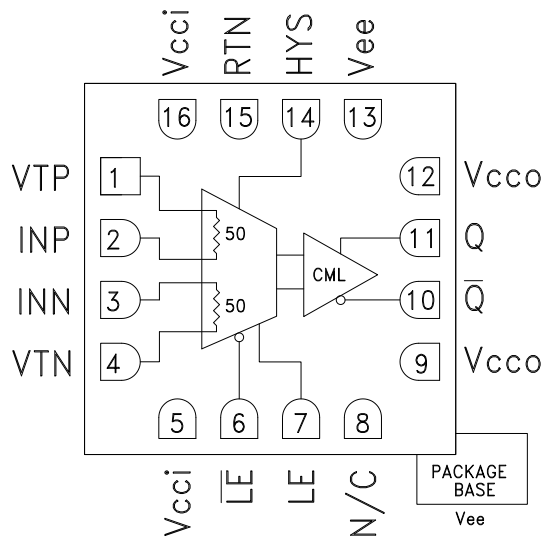 Vcci RTN HYS Vee
16 15 14 13
VTP 1 12 Vcco
INP 2 50 11 Q
CML
INN 3 50 10 Q̅
VTN 4 9 Vcco
5 6 7 8
Vcci L̅E̅ LE N/C
PACKAGE
BASE
Vee